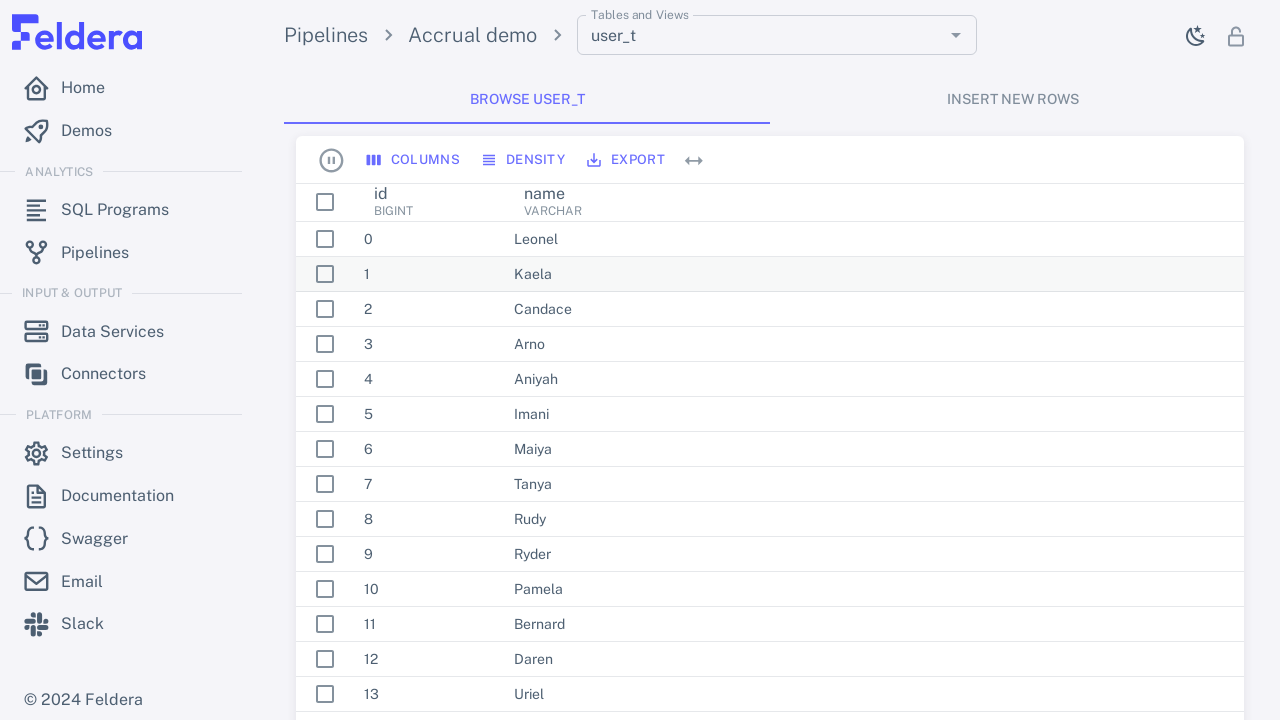 Feldera
Pipelines
Accrual demo
Tables and Views
user_t
Home
Demos
ANALYTICS
SQL Programs
Pipelines
INPUT & OUTPUT
Data Services
Connectors
PLATFORM
Settings
Documentation
Swagger
Email
Slack
© 2024 Feldera
BROWSE USER_T
INSERT NEW ROWS
COLUMNS
DENSITY
EXPORT
id name
BIGINT VARCHAR
0 Leonel
1 Kaela
2 Candace
3 Arno
4 Aniyah
5 Imani
6 Maiya
7 Tanya
8 Rudy
9 Ryder
10 Pamela
11 Bernard
12 Daren
13 Uriel